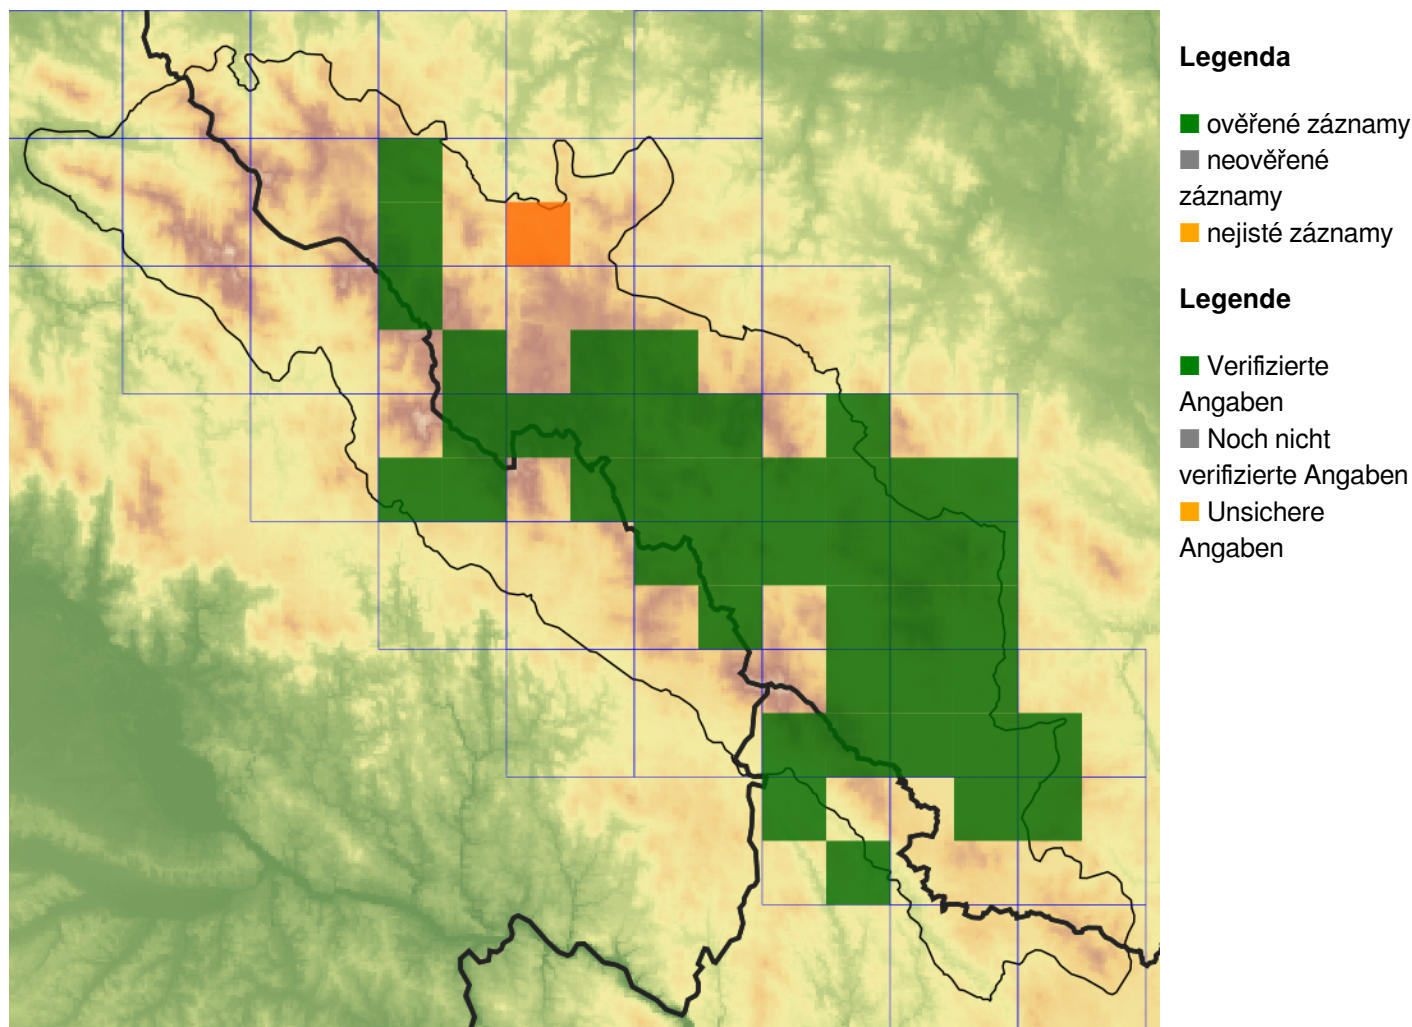 Legenda
ověřené záznamy
neověřené
záznamy
nejisté záznamy
Legende
Verifizierte
Angaben
Noch nicht
verifizierte Angaben
Unsichere
Angaben